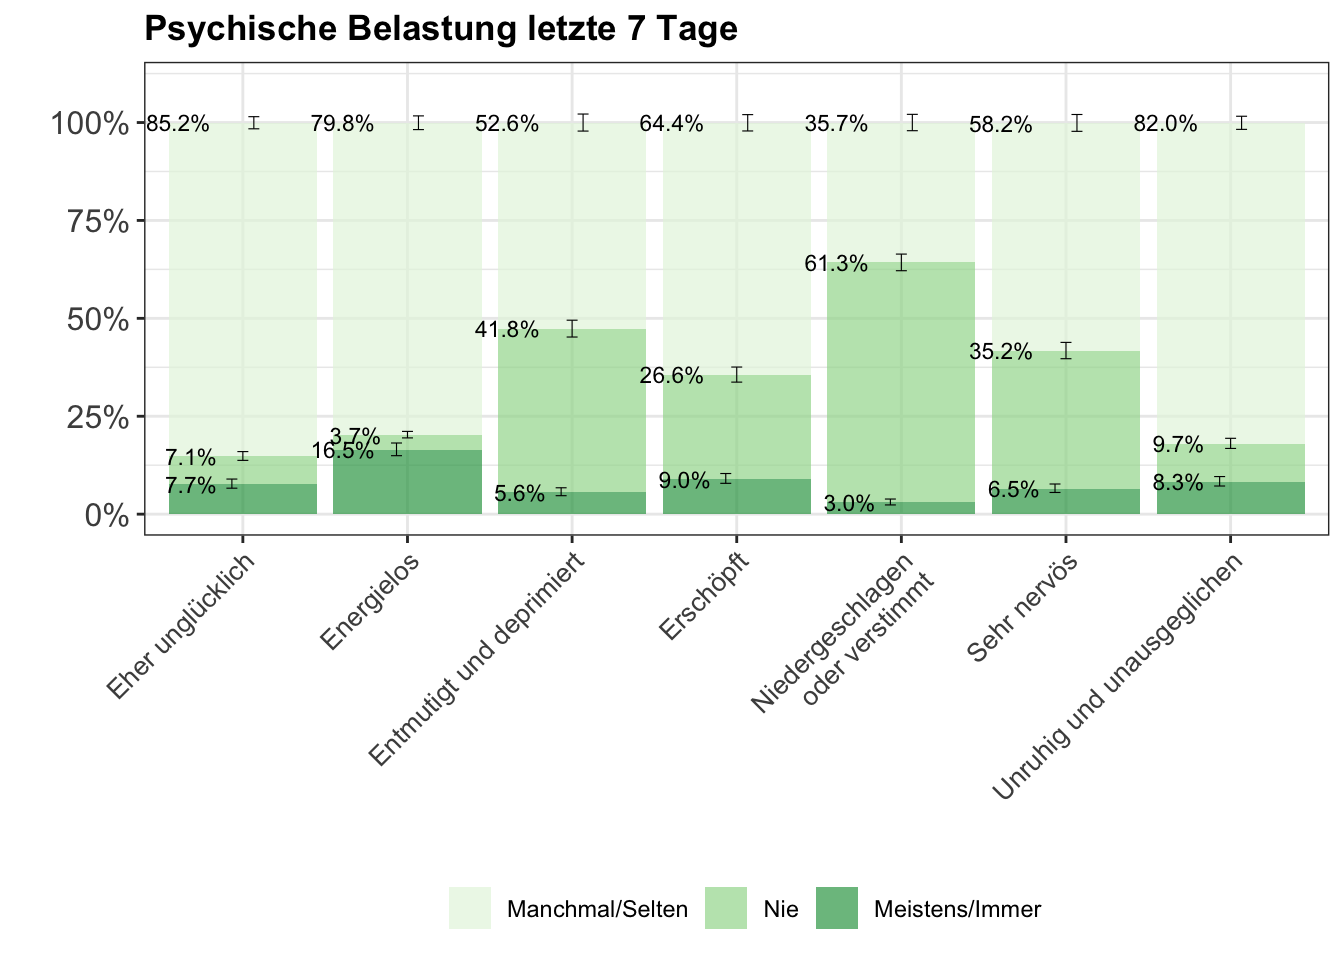 Psychische Belastung letzte 7 Tage
100%
75%
50%
25%
0%
85.2%
79.8%
52.6%
64.4%
35.7%
58.2%
82.0%
7.1%
3.7%
41.8%
26.6%
61.3%
35.2%
9.7%
7.7%
16.5%
5.6%
9.0%
3.0%
6.5%
8.3%
Eher unglücklich
Energielos
Entmutigt und deprimiert
Erschöpft
Niedergeschlagen
oder verstimmt
Sehr nervös
Unruhig und unausgeglichen
Manchmal/Selten
Nie
Meistens/Immer